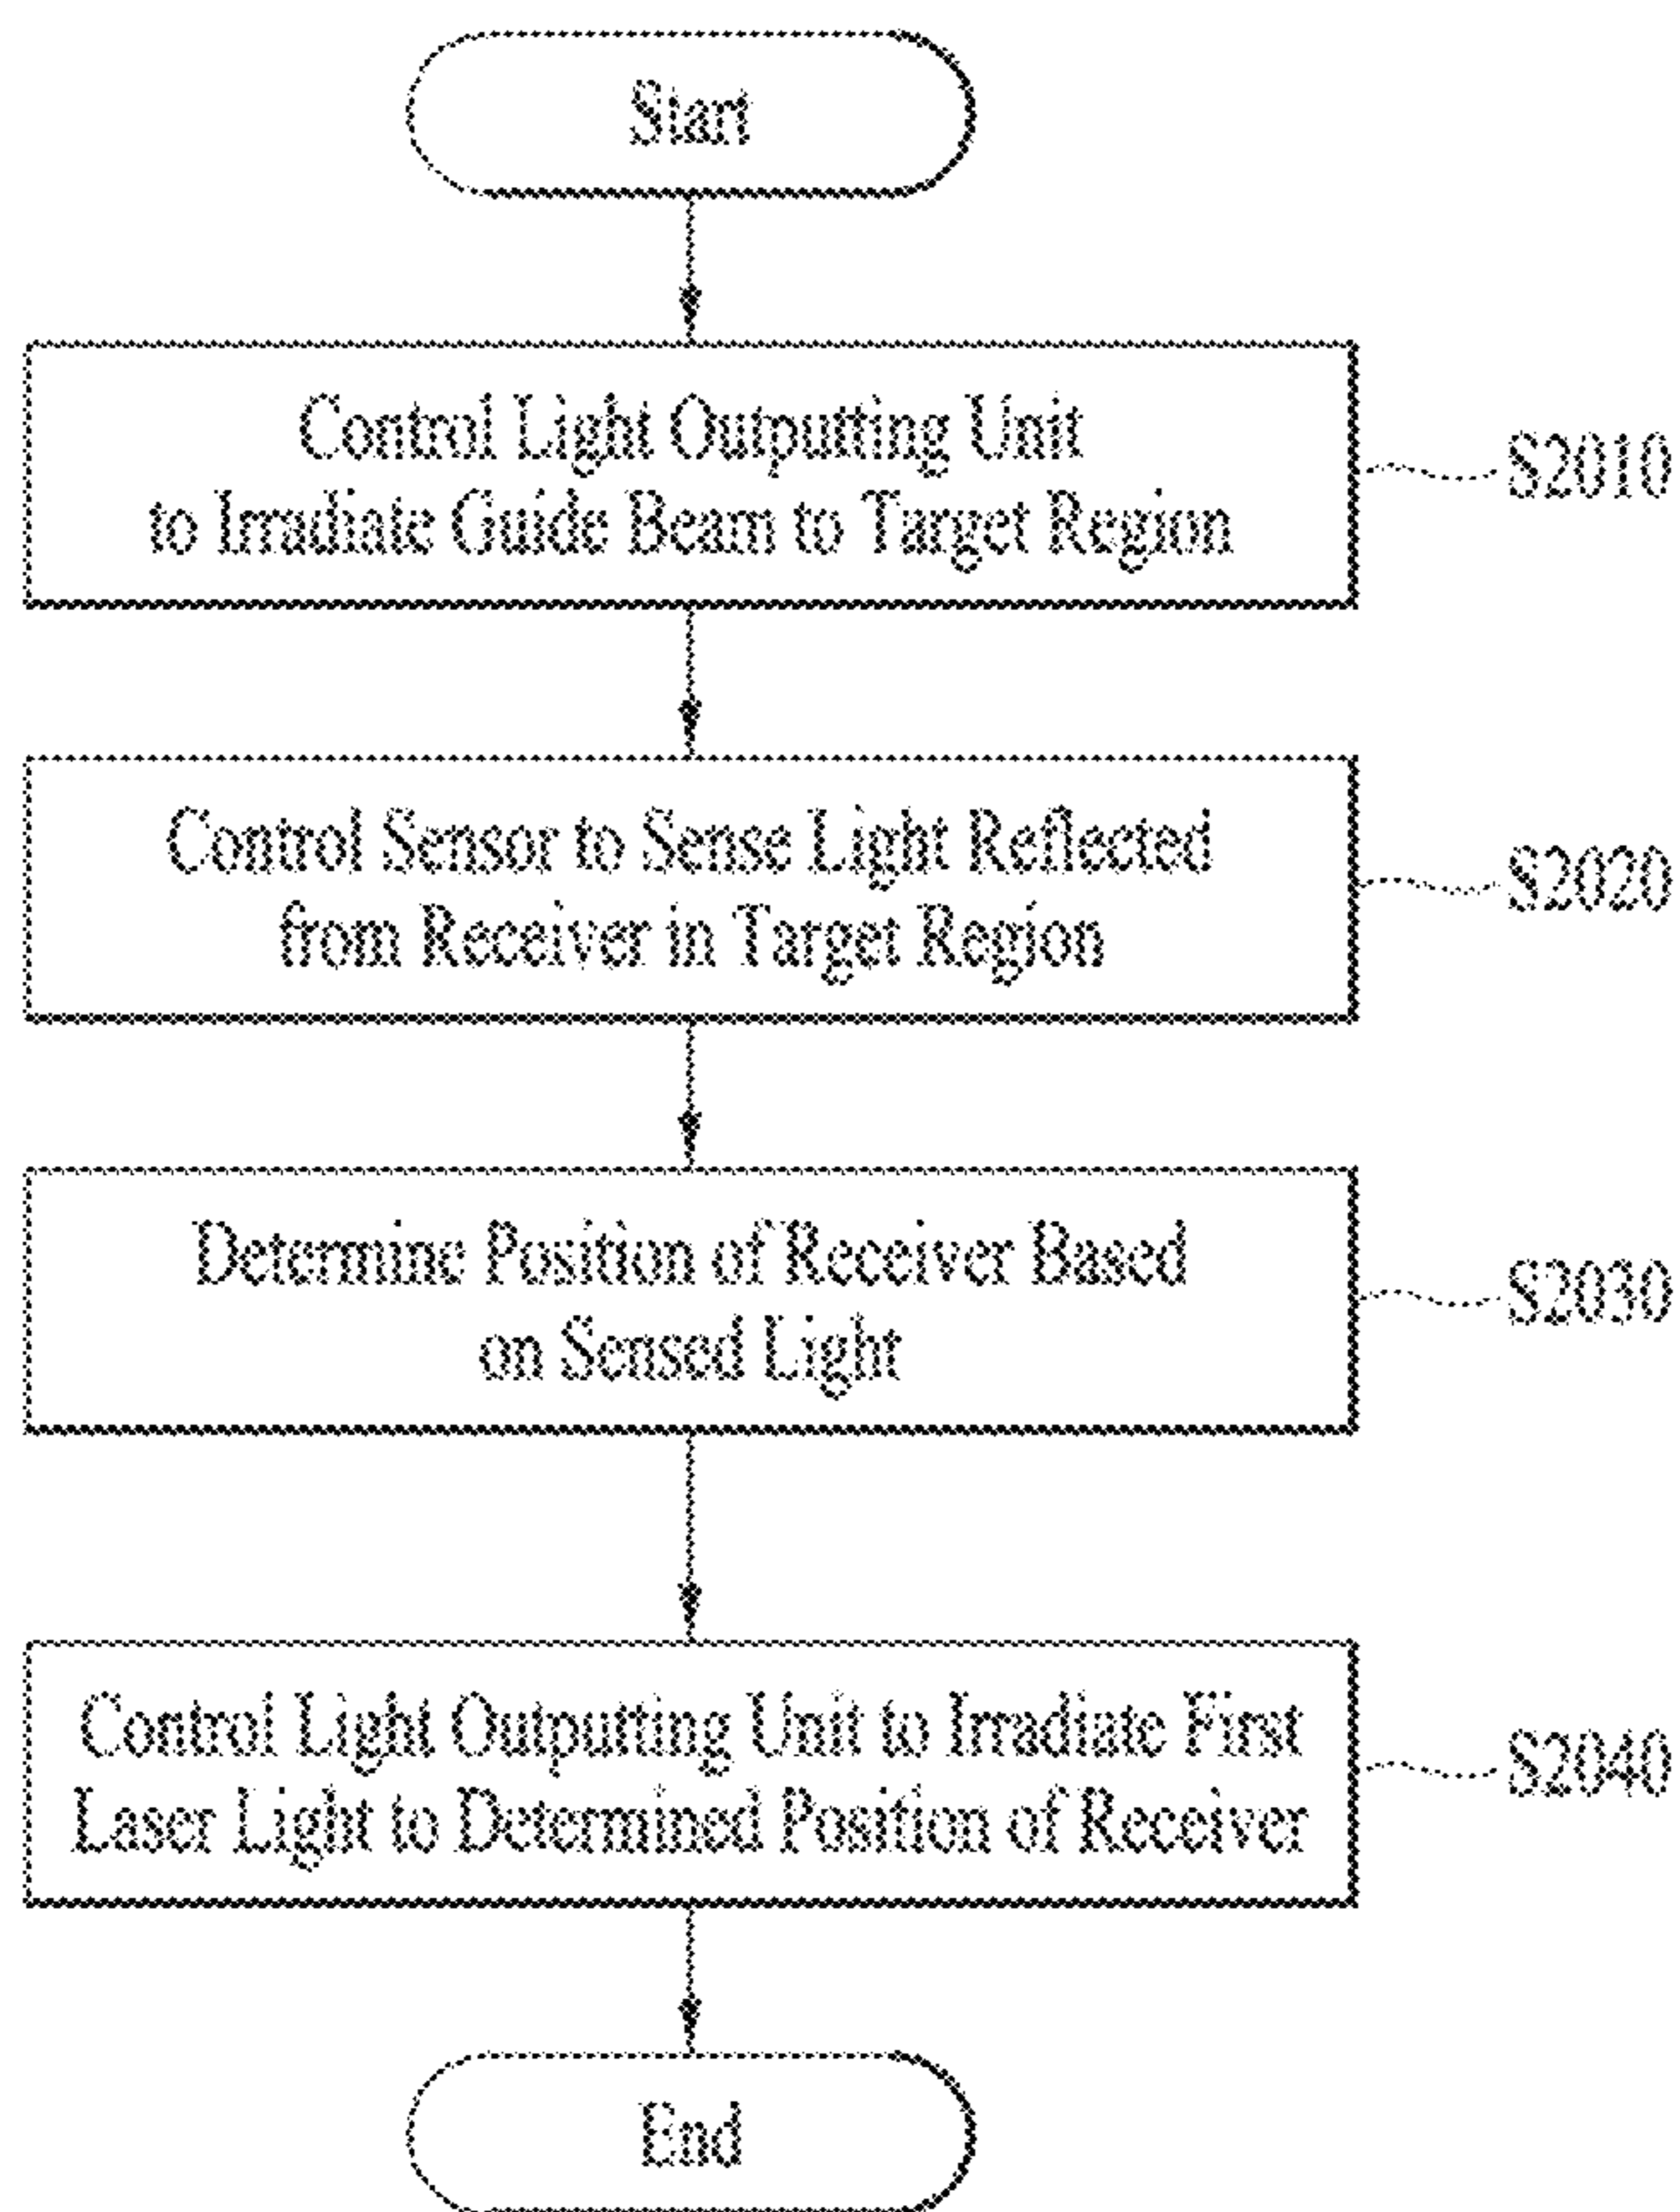 Start
Control Light Outputting Unit
to Irradiate Guide Beam to Target Region
S2010
Control Sensor to Sense Light Reflected
from Receiver in Target Region
S2020
Determine Position of Receiver Based
on Sensed Light
S2030
Control Light Outputting Unit to Irradiate First
Laser Light to Determined Position of Receiver
S2040
End